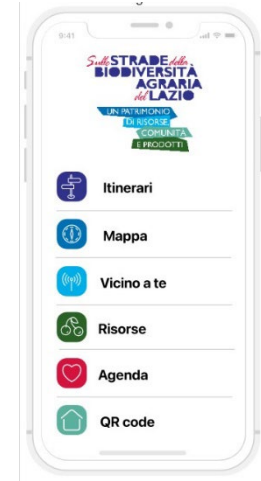 9:41
Sulle STRADE della
BIODIVERSITÀ
AGRARIA
del LAZIO
UN PATRIMONIO
DI RISORSE
COMUNITÀ
E PRODOTTI
Itinerari
Mappa
Vicino a te
Risorse
Agenda
QR code